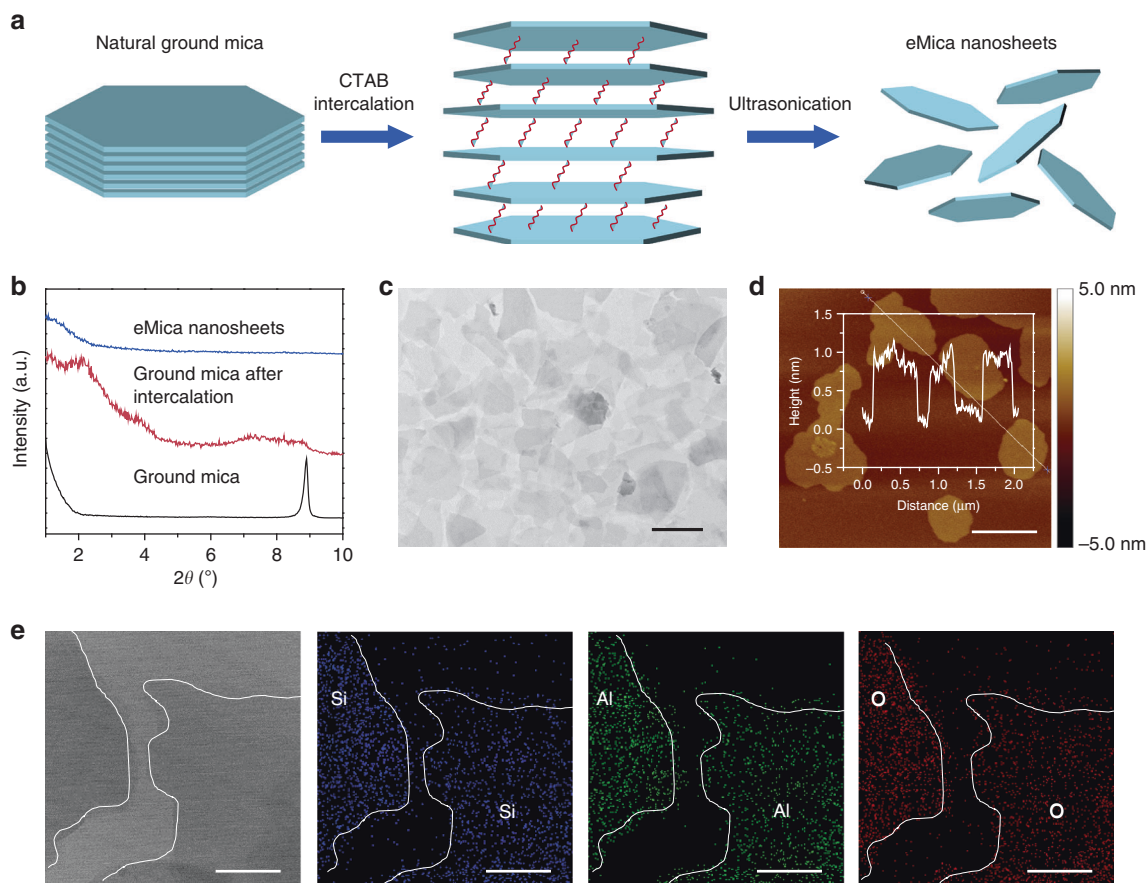 a
Natural ground mica
CTAB
intercalation
Ultrasonication
eMica nanosheets
b
Intensity (a.u.)
eMica nanosheets
Ground mica after
intercalation
Ground mica
2 4 6 8 10
2θ (°)
c
d
Height (nm)
1.5
1.0
0.5
0.0
–0.5
0.0 0.5 1.0 1.5 2.0
Distance (μm)
5.0 nm
–5.0 nm
e
Si
Si
Al
Al
O
O